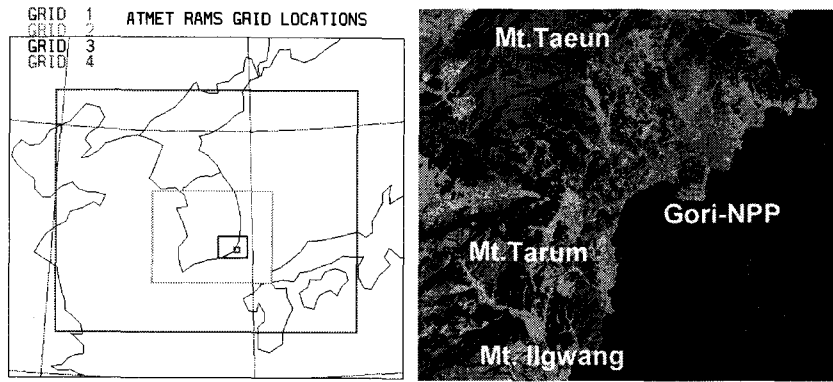 GRID 1
GRID 2
GRID 3
GRID 4
ATMET RAMS GRID LOCATIONS
Mt.Taeun
Gori-NPP
Mt.Tarum
Mt. Ilgwang